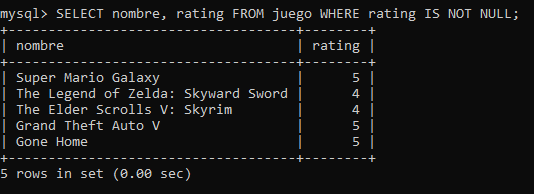 mysql> SELECT nombre, rating FROM juego WHERE rating IS NOT NULL;
+-----------------------------------+--------+
| nombre                            | rating |
+-----------------------------------+--------+
| Super Mario Galaxy                |      5 |
| The Legend of Zelda: Skyward Sword |      4 |
| The Elder Scrolls V: Skyrim       |      4 |
| Grand Theft Auto V                |      5 |
| Gone Home                         |      5 |
+-----------------------------------+--------+
5 rows in set (0.00 sec)